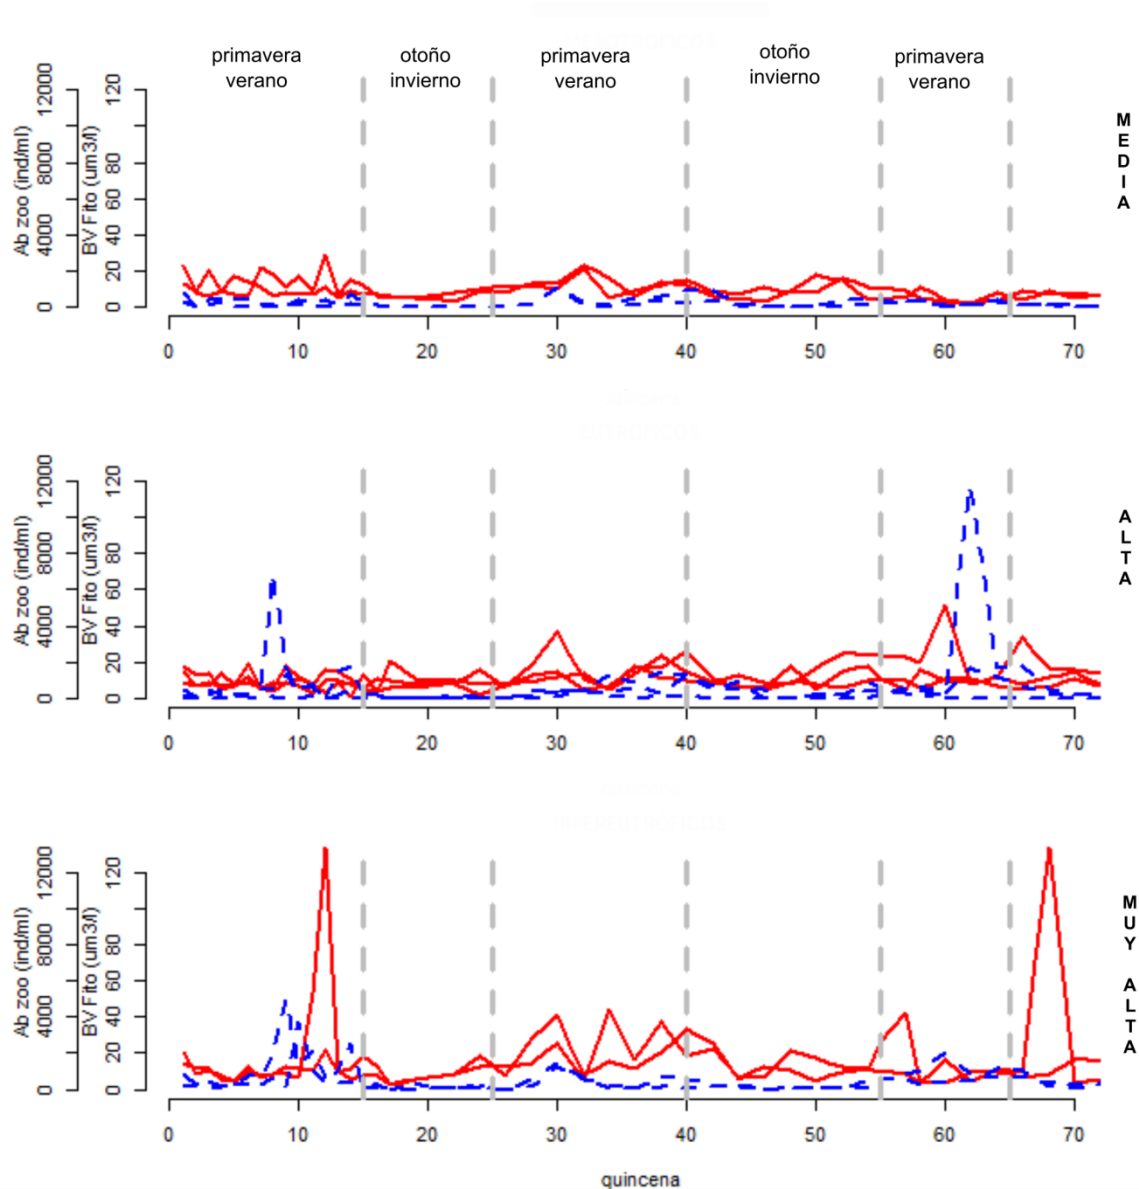 primavera
verano
otoño
invierno
primavera
verano
otoño
invierno
primavera
verano
Ab zoo (ind/ml)
0 4000 8000 12000
BV Fito (um3/l)
0 20 40 60 80 120
0 10 20 30 40 50 60 70
MEDIA
Ab zoo (ind/ml)
0 4000 8000 12000
BV Fito (um3/l)
0 20 40 60 80 120
0 10 20 30 40 50 60 70
ALTA
Ab zoo (ind/ml)
0 4000 8000 12000
BV Fito (um3/l)
0 20 40 60 80 120
0 10 20 30 40 50 60 70
MUY ALTA
quincena